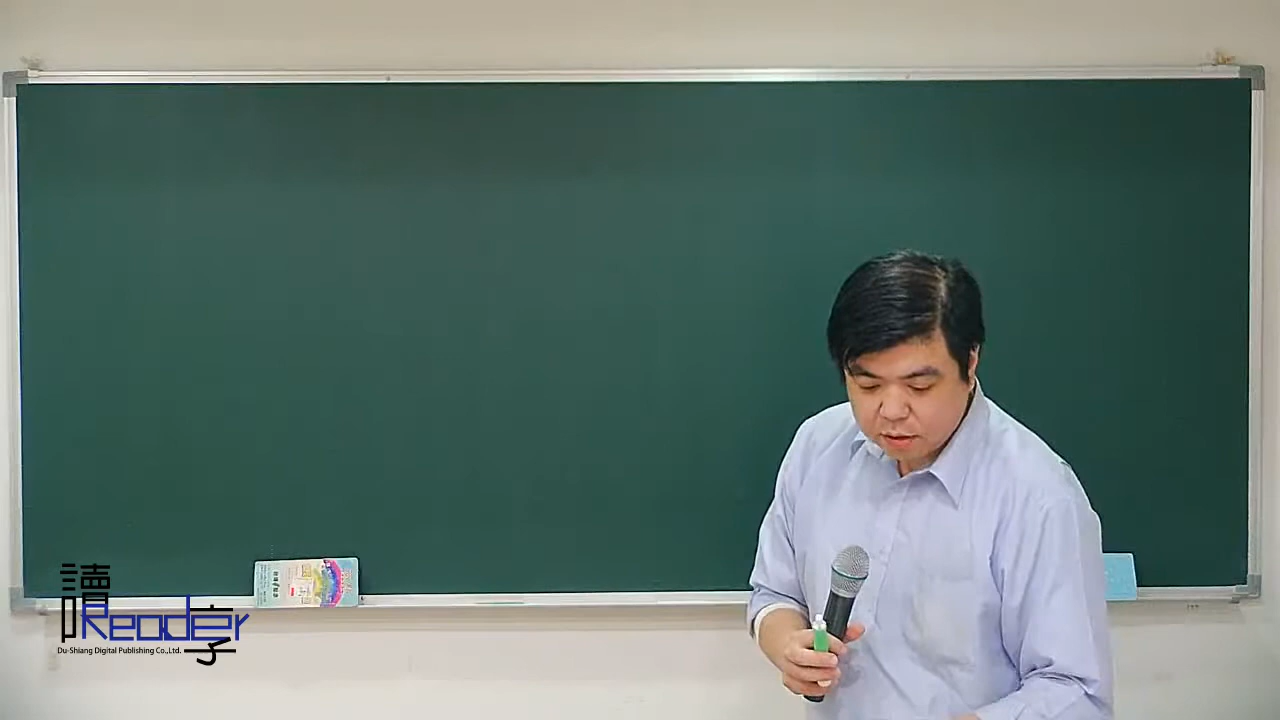 讀
Reader
享
Du-Shiang Digital Publishing Co.,Ltd.